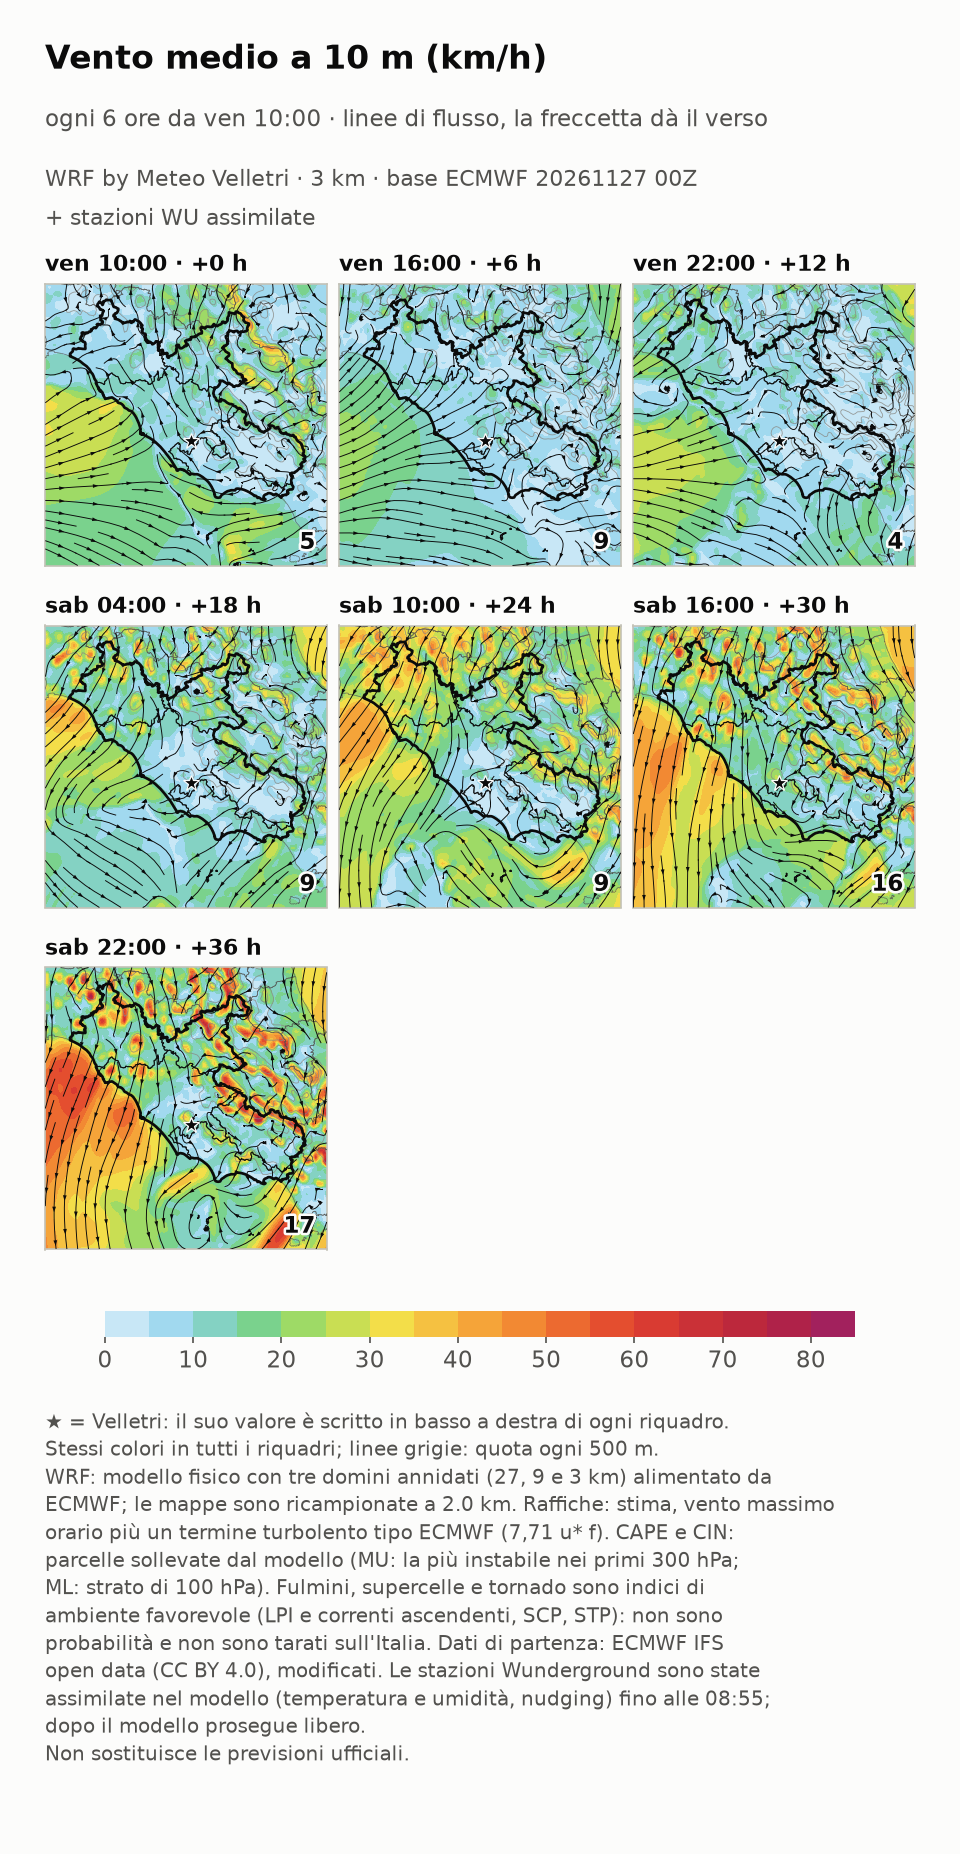 Vento medio a 10 m (km/h)
ogni 6 ore da ven 10:00 · linee di flusso, la freccetta dà il verso
WRF by Meteo Velletri · 3 km · base ECMWF 20261127 00Z
+ stazioni WU assimilate
ven 10:00 · +0 h
ven 16:00 · +6 h
ven 22:00 · +12 h
5
9
4
sab 04:00 · +18 h
sab 10:00 · +24 h
sab 16:00 · +30 h
9
9
16
sab 22:00 · +36 h
17
0 10 20 30 40 50 60 70 80
★ = Velletri: il suo valore è scritto in basso a destra di ogni riquadro.
Stessi colori in tutti i riquadri; linee grigie: quota ogni 500 m.
WRF: modello fisico con tre domini annidati (27, 9 e 3 km) alimentato da
ECMWF; le mappe sono ricampionate a 2.0 km. Raffiche: stima, vento massimo
orario più un termine turbolento tipo ECMWF (7,71 u* f). CAPE e CIN:
parcelle sollevate dal modello (MU: la più instabile nei primi 300 hPa;
ML: strato di 100 hPa). Fulmini, supercelle e tornado sono indici di
ambiente favorevole (LPI e correnti ascendenti, SCP, STP): non sono
probabilità e non sono tarati sull'Italia. Dati di partenza: ECMWF IFS
open data (CC BY 4.0), modificati. Le stazioni Wunderground sono state
assimilate nel modello (temperatura e umidità, nudging) fino alle 08:55;
dopo il modello prosegue libero.
Non sostituisce le previsioni ufficiali.